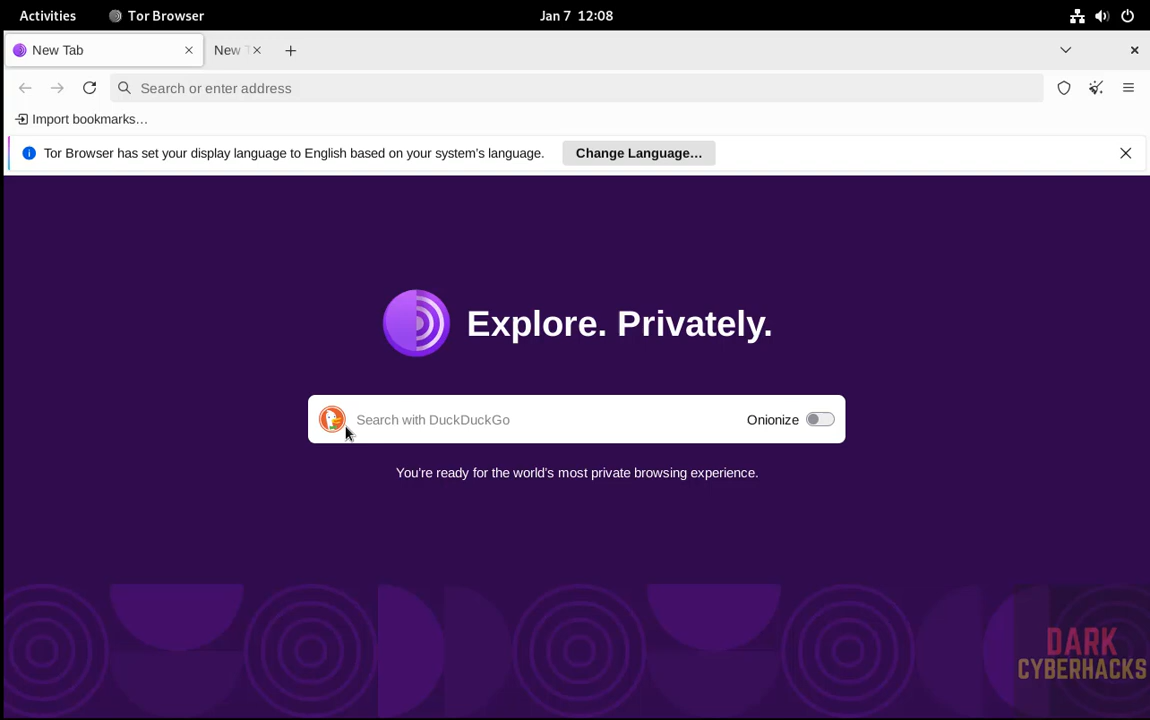 Activities
Tor Browser
Jan 7 12:08
New Tab
New
Search or enter address
Import bookmarks…
Tor Browser has set your display language to English based on your system's language.
Change Language…
Explore. Privately.
Search with DuckDuckGo
Onionize
You're ready for the world's most private browsing experience.
DARK
CYBERHACKS